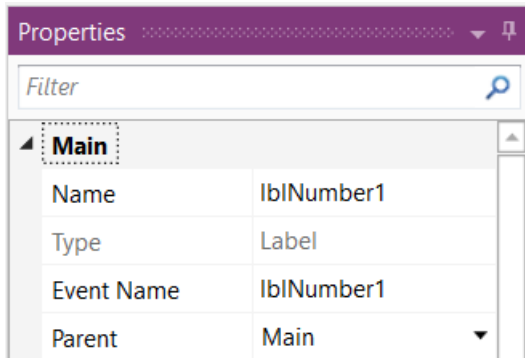 Properties
Filter
Main
Name lblNumber1
Type Label
Event Name lblNumber1
Parent Main